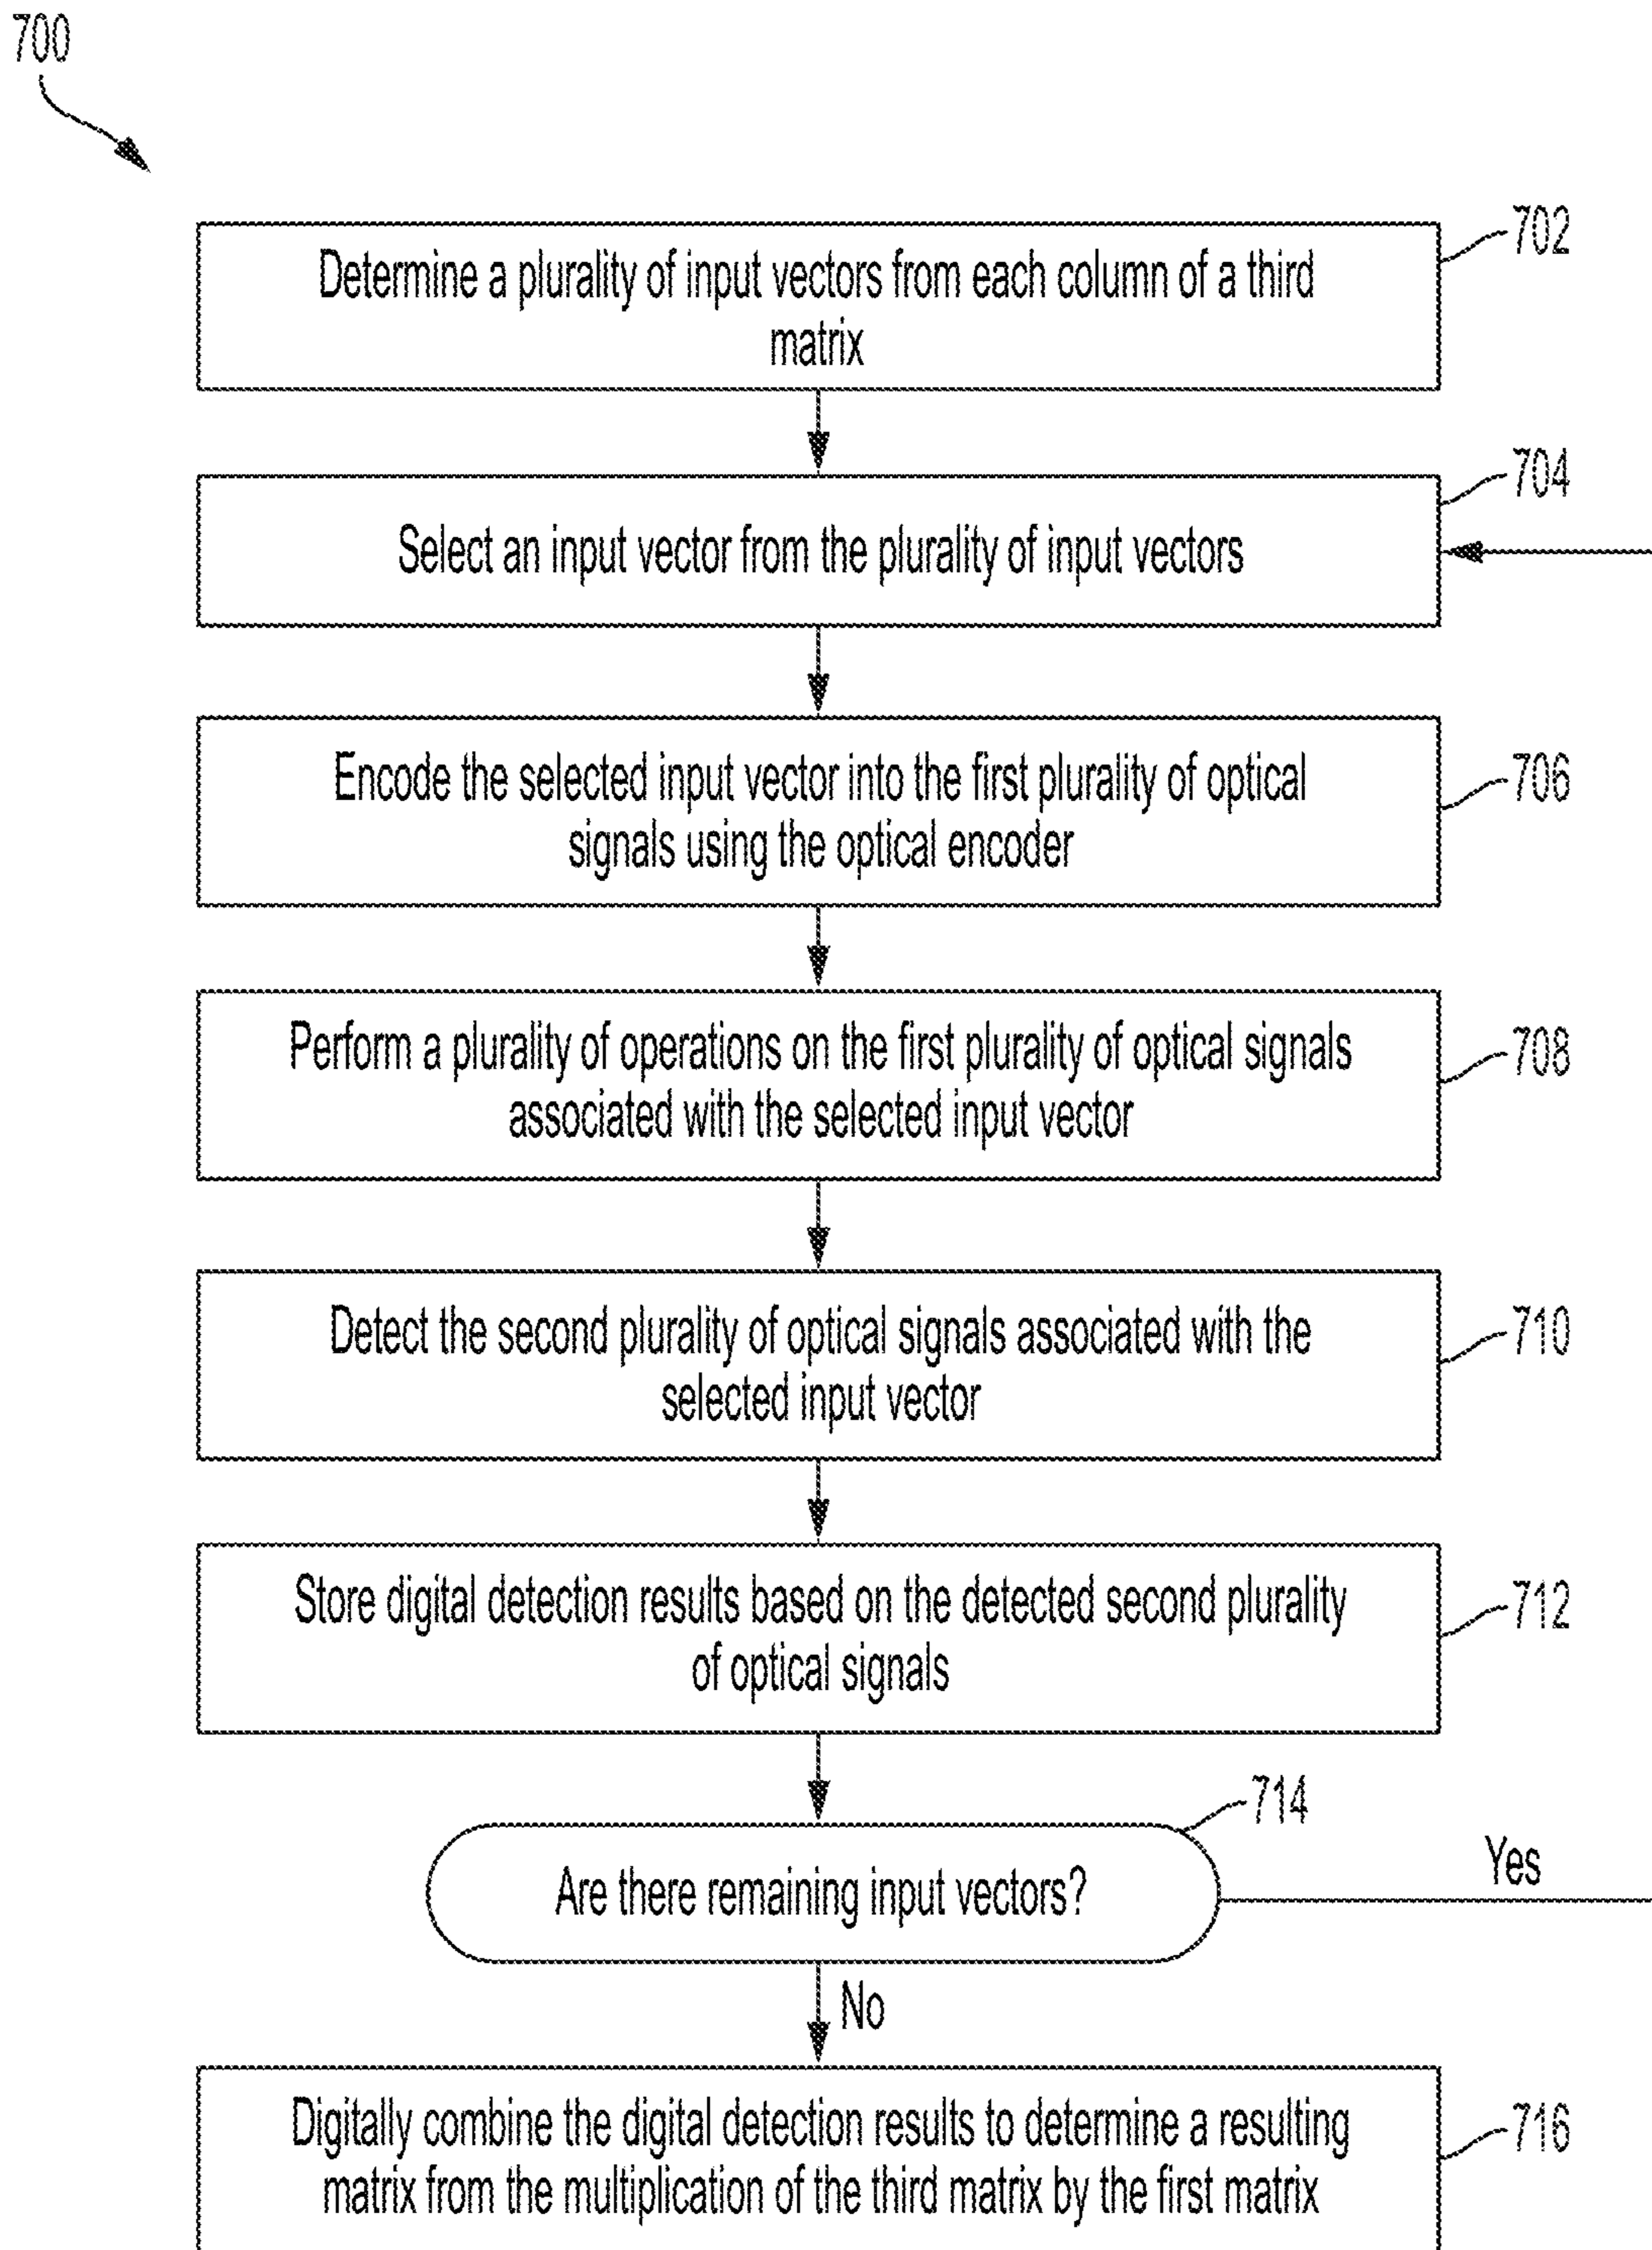 700
702
Determine a plurality of input vectors from each column of a third
matrix
704
Select an input vector from the plurality of input vectors
706
Encode the selected input vector into the first plurality of optical
signals using the optical encoder
708
Perform a plurality of operations on the first plurality of optical signals
associated with the selected input vector
710
Detect the second plurality of optical signals associated with the
selected input vector
712
Store digital detection results based on the detected second plurality
of optical signals
714
Are there remaining input vectors?
Yes
No
716
Digitally combine the digital detection results to determine a resulting
matrix from the multiplication of the third matrix by the first matrix